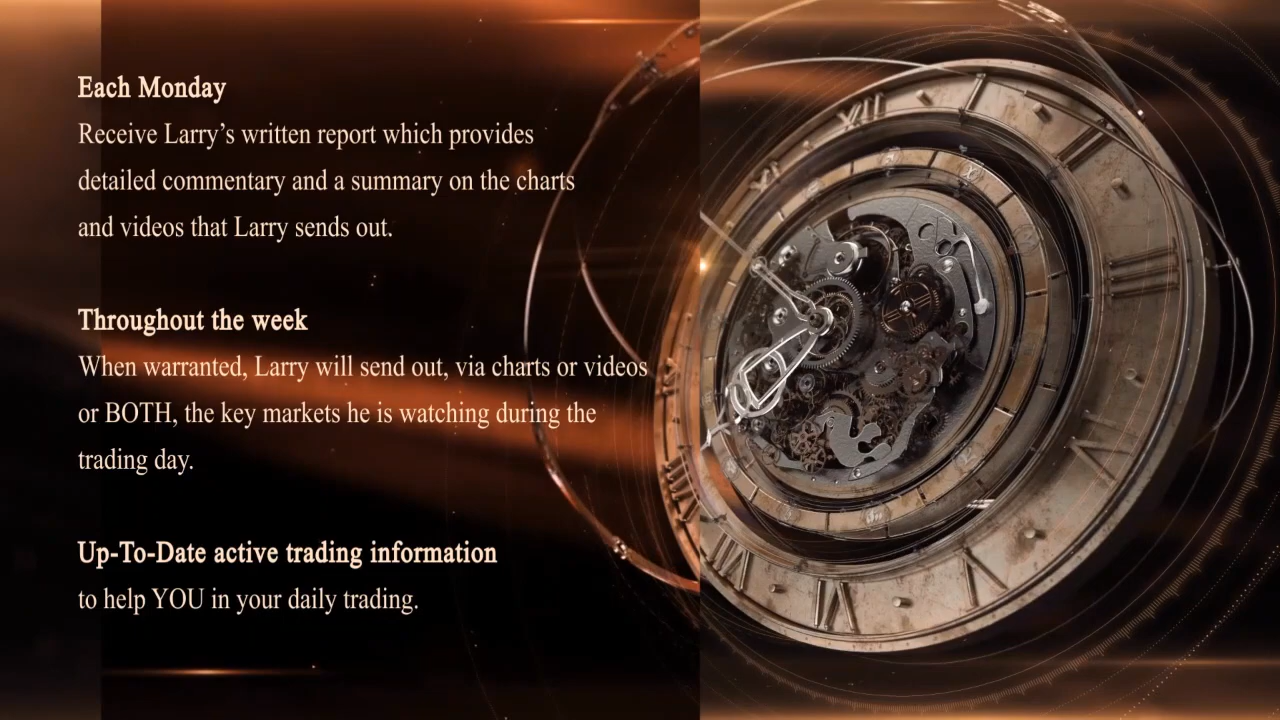 Each Monday
Receive Larry’s written report which provides
detailed commentary and a summary on the charts
and videos that Larry sends out.
Throughout the week
When warranted, Larry will send out, via charts or videos
or BOTH, the key markets he is watching during the
trading day.
Up-To-Date active trading information
to help YOU in your daily trading.